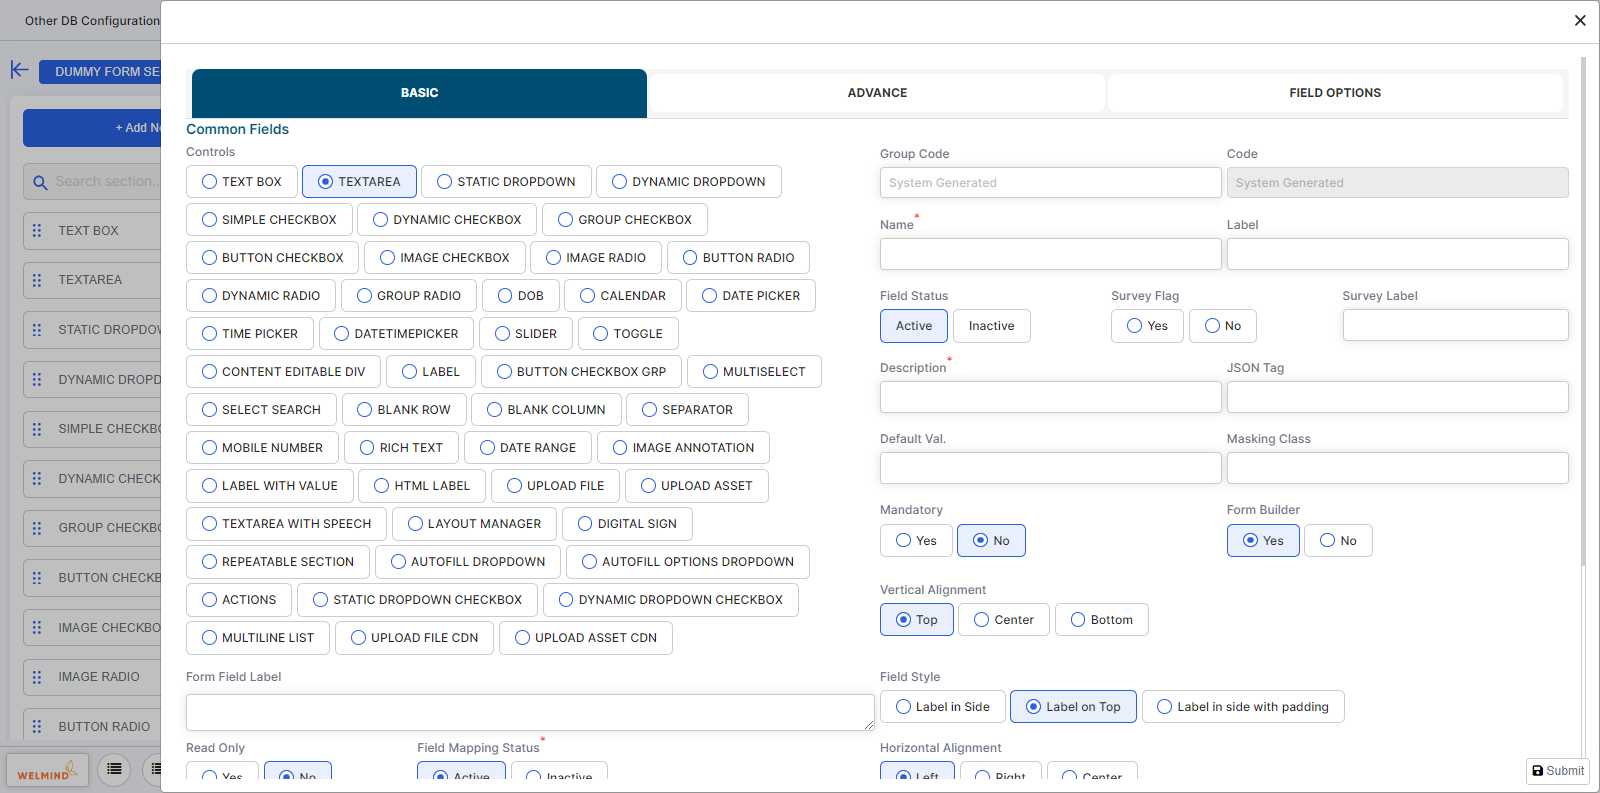 Other DB Configuration
DUMMY FORM SE
+ Add Ne
Search section...
TEXT BOX
TEXTAREA
STATIC DROPDOW
DYNAMIC DROPD
SIMPLE CHECKBO
DYNAMIC CHECK
GROUP CHECKBO
BUTTON CHECKB
IMAGE CHECKBO
IMAGE RADIO
BUTTON RADIO
WELMIND
BASIC ADVANCE FIELD OPTIONS
Common Fields
Controls
TEXT BOX TEXTAREA STATIC DROPDOWN DYNAMIC DROPDOWN
SIMPLE CHECKBOX DYNAMIC CHECKBOX GROUP CHECKBOX
BUTTON CHECKBOX IMAGE CHECKBOX IMAGE RADIO BUTTON RADIO
DYNAMIC RADIO GROUP RADIO DOB CALENDAR DATE PICKER
TIME PICKER DATETIMEPICKER SLIDER TOGGLE
CONTENT EDITABLE DIV LABEL BUTTON CHECKBOX GRP MULTISELECT
SELECT SEARCH BLANK ROW BLANK COLUMN SEPARATOR
MOBILE NUMBER RICH TEXT DATE RANGE IMAGE ANNOTATION
LABEL WITH VALUE HTML LABEL UPLOAD FILE UPLOAD ASSET
TEXTAREA WITH SPEECH LAYOUT MANAGER DIGITAL SIGN
REPEATABLE SECTION AUTOFILL DROPDOWN AUTOFILL OPTIONS DROPDOWN
ACTIONS STATIC DROPDOWN CHECKBOX DYNAMIC DROPDOWN CHECKBOX
MULTILINE LIST UPLOAD FILE CDN UPLOAD ASSET CDN
Form Field Label
Read Only Field Mapping Status*
Yes No Active Inactive
Group Code Code
System Generated System Generated
Name* Label
Field Status Survey Flag Survey Label
Active Inactive Yes No
Description* JSON Tag
Default Val. Masking Class
Mandatory Form Builder
Yes No Yes No
Vertical Alignment
Top Center Bottom
Field Style
Label in Side Label on Top Label in side with padding
Horizontal Alignment
Left Right Center
Submit